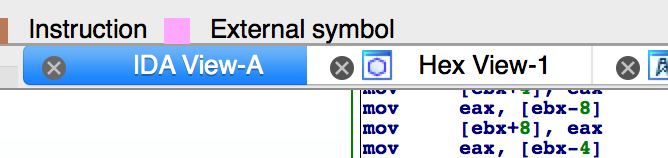 Instruction External symbol
IDA View-A Hex View-1
mov [ebx+4], eax
mov eax, [ebx-8]
mov [ebx+8], eax
mov eax, [ebx-4]